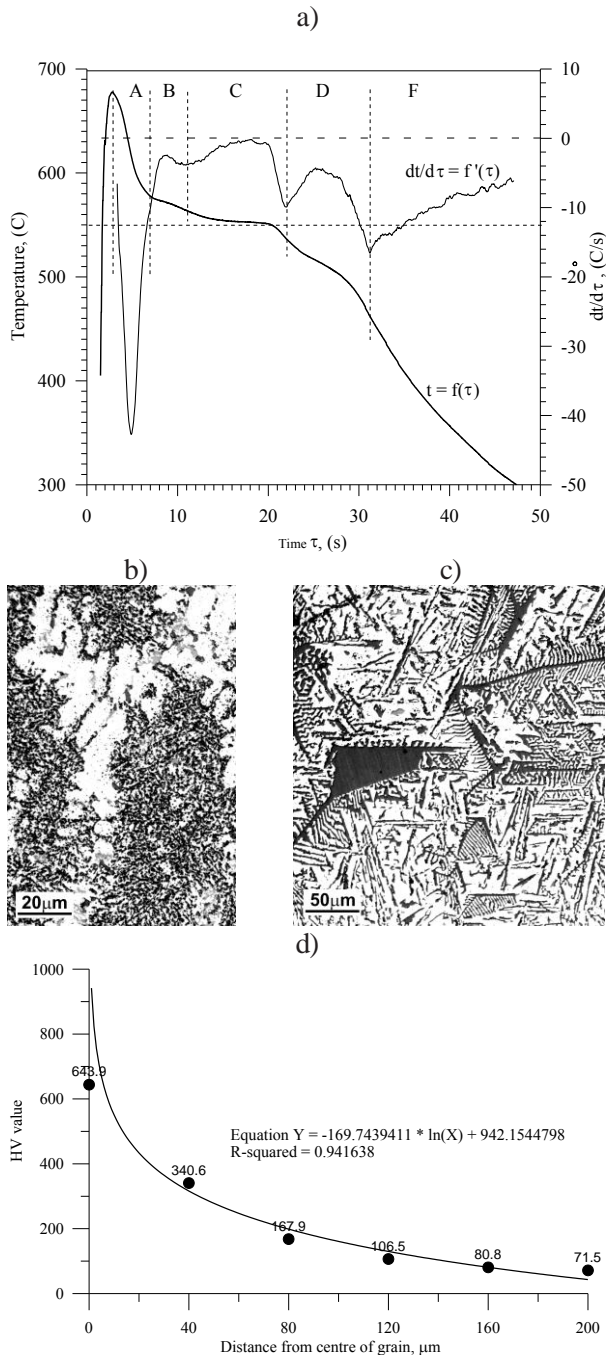 a)
700
600
500
400
300
Temperature, (C)
A
B
C
D
F
dt/dτ = f '(τ)
t = f(τ)
10
0
-10
-20
-30
-40
-50
dt/dτ , (C/s)
°
0
10
20
30
40
50
Time τ, (s)
b)
c)
20μm
50μm
d)
1000
800
600
400
200
0
HV value
643.9
340.6
167.9
106.5
80.8
71.5
Equation Y = -169.7439411 * ln(X) + 942.1544798
R-squared = 0.941638
0
40
80
120
160
200
Distance from centre of grain, μm